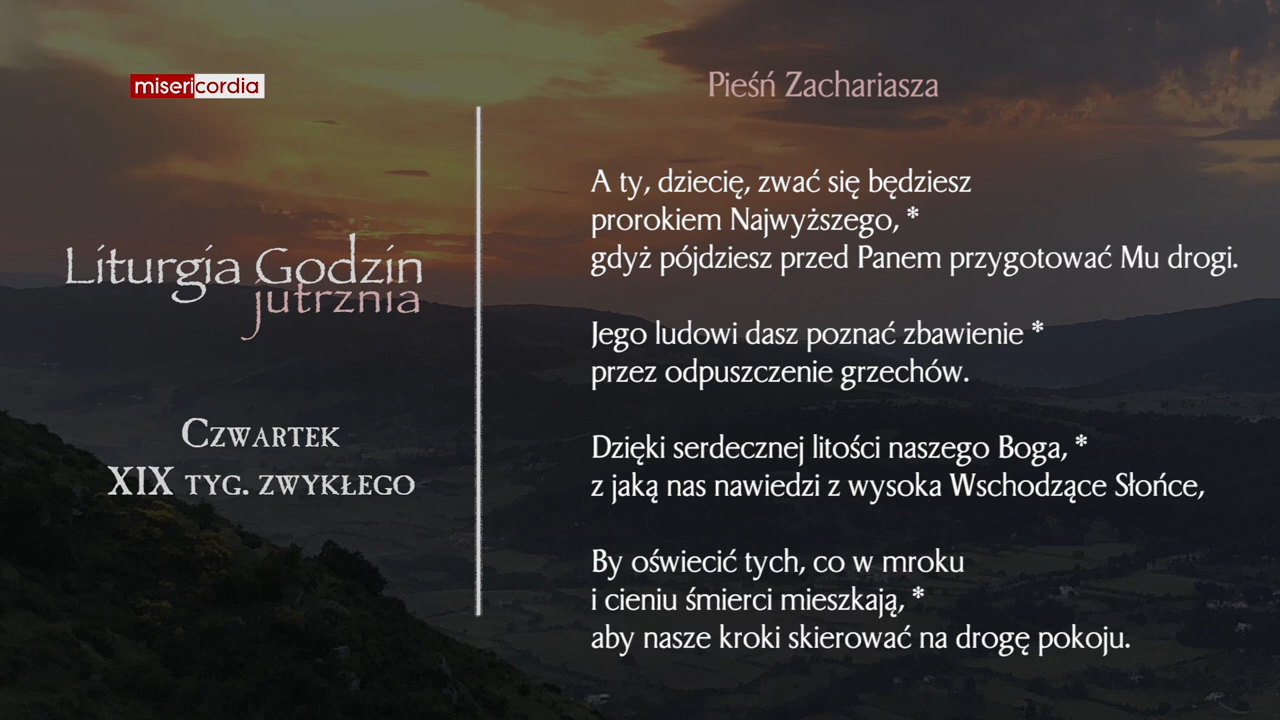 misericordia
Liturgia Godzin
jutrznia
Czwartek
XIX tyg. zwykłego
Pieśń Zachariasza
A ty, dziecię, zwać się będziesz
prorokiem Najwyższego, *
gdyż pójdziesz przed Panem przygotować Mu drogi.
Jego ludowi dasz poznać zbawienie *
przez odpuszczenie grzechów.
Dzięki serdecznej litości naszego Boga, *
z jaką nas nawiedzi z wysoka Wschodzące Słońce,
By oświecić tych, co w mroku
i cieniu śmierci mieszkają, *
aby nasze kroki skierować na drogę pokoju.